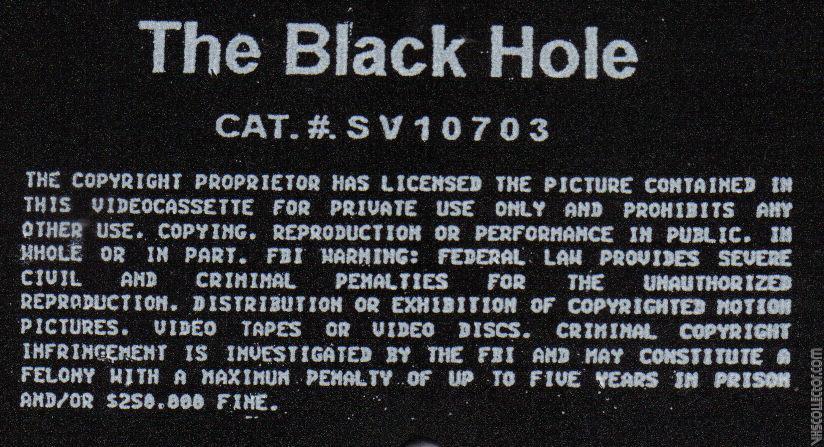 The Black Hole
CAT.#. SV10703
THE COPYRIGHT PROPRIETOR HAS LICENSED THE PICTURE CONTAINED IN
THIS VIDEOCASSETTE FOR PRIVATE USE ONLY AND PROHIBITS ANY
OTHER USE. COPYING. REPRODUCTION OR PERFORMANCE IN PUBLIC. IN
WHOLE OR IN PART. FBI WARNING: FEDERAL LAW PROVIDES SEVERE
CIVIL AND CRIMINAL PENALTIES FOR THE UNAUTHORIZED
REPRODUCTION. DISTRIBUTION OR EXHIBITION OF COPYRIGHTED MOTION
PICTURES. VIDEO TAPES OR VIDEO DISCS. CRIMINAL COPYRIGHT
INFRINGEMENT IS INVESTIGATED BY THE FBI AND MAY CONSTITUTE A
FELONY WITH A MAXIMUM PENALTY OF UP TO FIVE YEARS IN PRISON
AND/OR $250.000 FINE.
VHSCOLLECTOR.COM